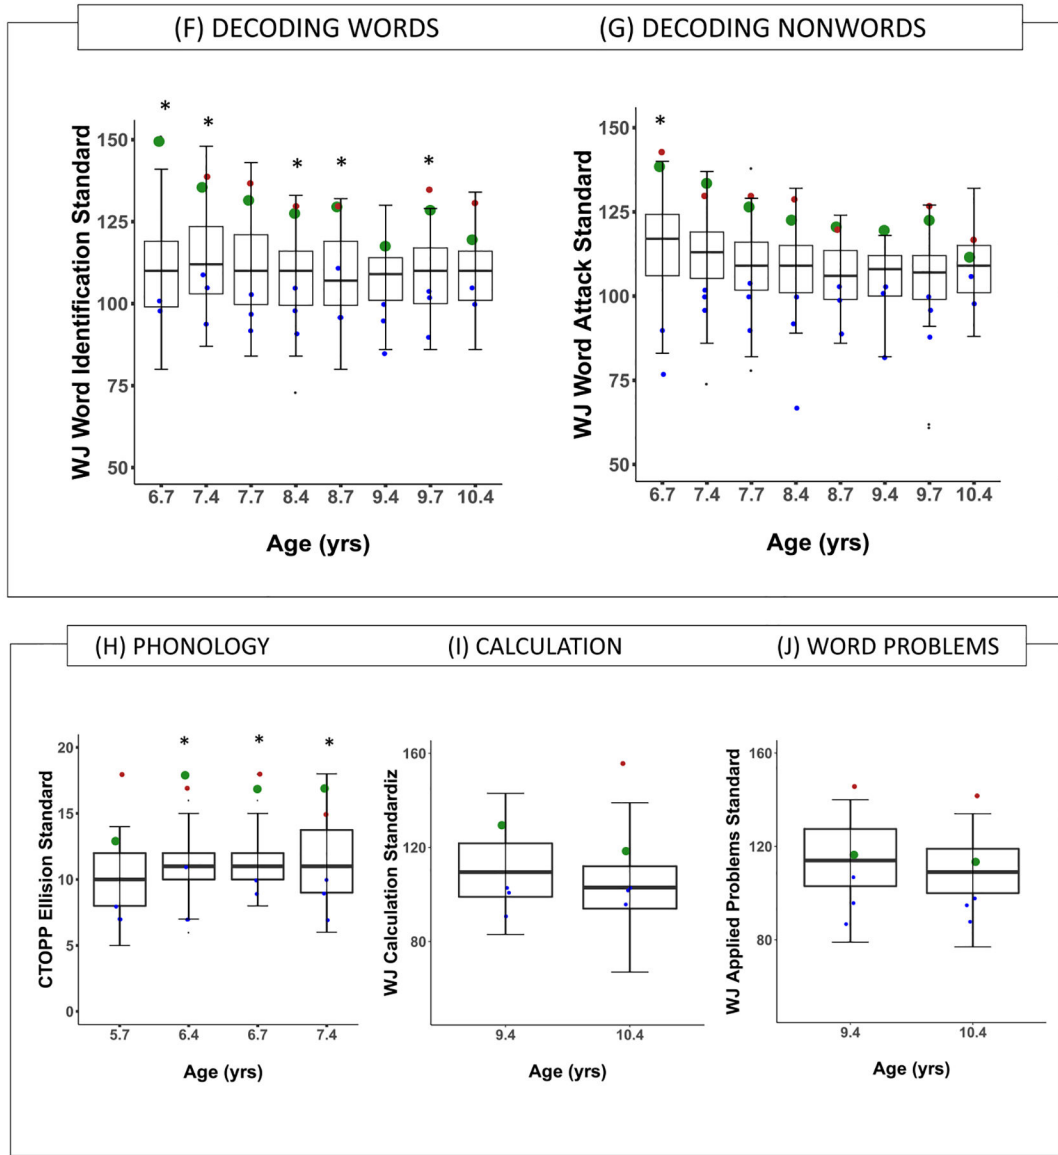 (F) DECODING WORDS
(G) DECODING NONWORDS
WJ Word Identification Standard
150
125
100
75
50
* * * * *
6.7 7.4 7.7 8.4 8.7 9.4 9.7 10.4
Age (yrs)
WJ Word Attack Standard
150
125
100
75
50
*
6.7 7.4 7.7 8.4 8.7 9.4 9.7 10.4
Age (yrs)
(H) PHONOLOGY
(I) CALCULATION
(J) WORD PROBLEMS
CTOPP Ellision Standard
20
15
10
5
0
* * *
5.7 6.4 6.7 7.4
Age (yrs)
WJ Calculation Standardiz
160
120
80
9.4 10.4
Age (yrs)
WJ Applied Problems Standard
160
120
80
9.4 10.4
Age (yrs)